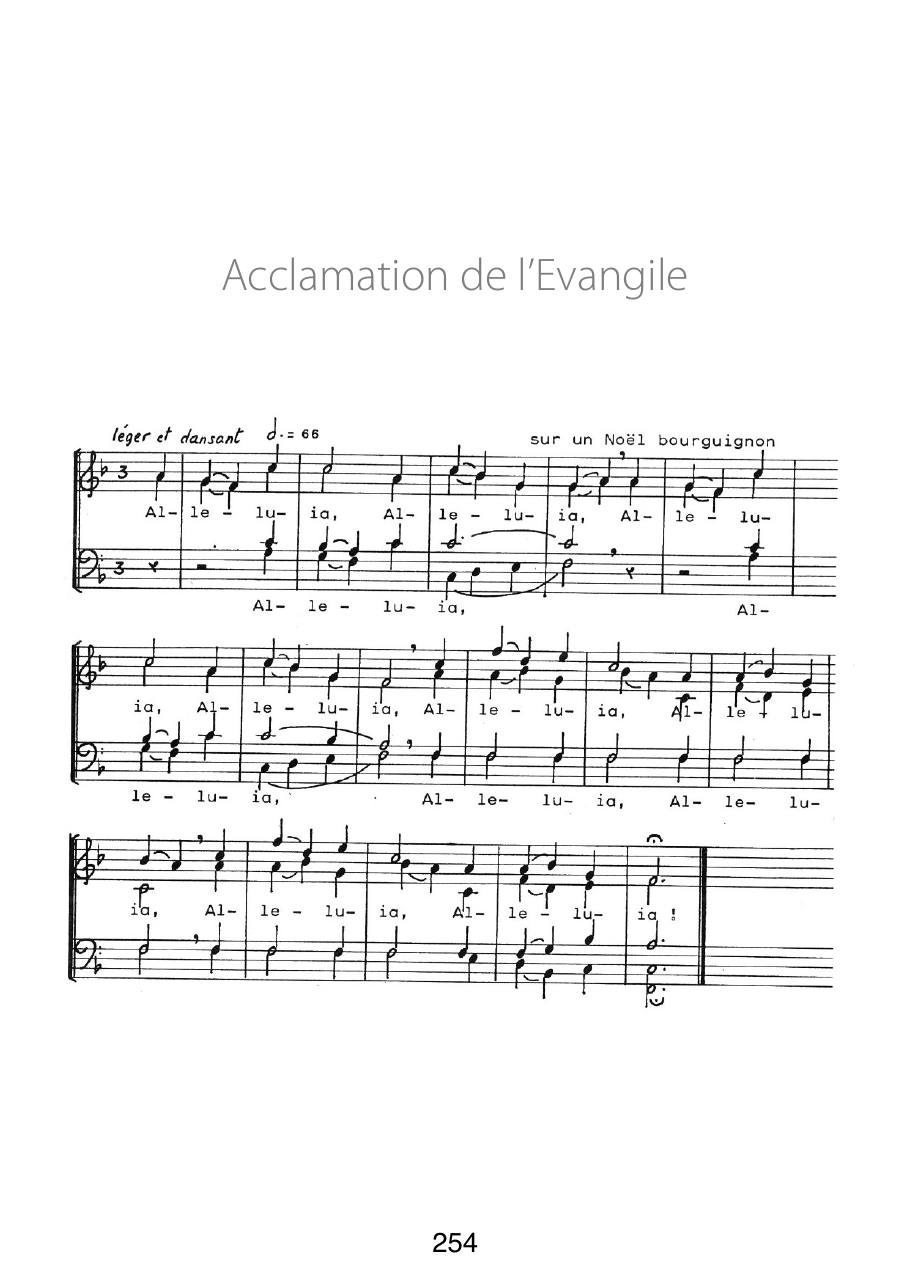 Acclamation de l'Evangile
léger et dansant 𝅗𝅥. = 66 sur un Noël bourguignon
3
Al- le - lu- ia, Al- le - lu- ia, Al- le - lu-
3
Al- le - lu- ia, Al-
ia, Al- le - lu- ia, Al- le - lu- ia, Al- le - lu-
le - lu- ia, Al- le- lu- ia, Al- le- lu-
ia, Al- le - lu- ia, Al- le - lu- ia !
254